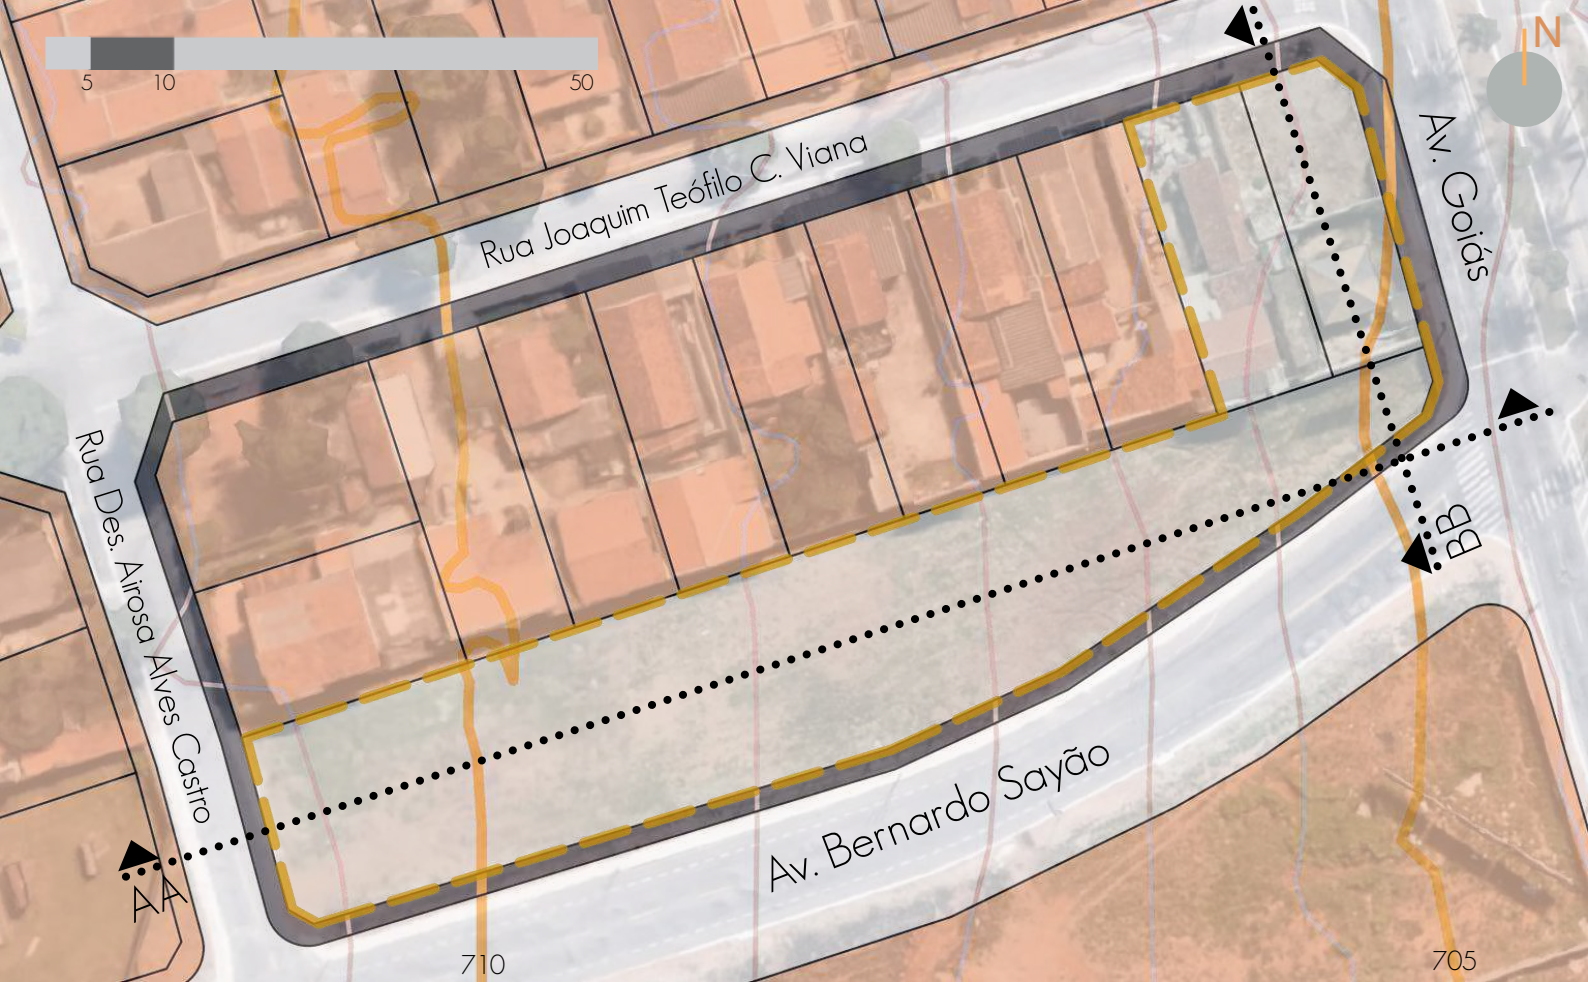 N
5 10 50
Rua Joaquim Teófilo C. Viana
Av. Goiás
Rua Des. Airosa Alves Castro
BB
Av. Bernardo Sayão
AA
710
705